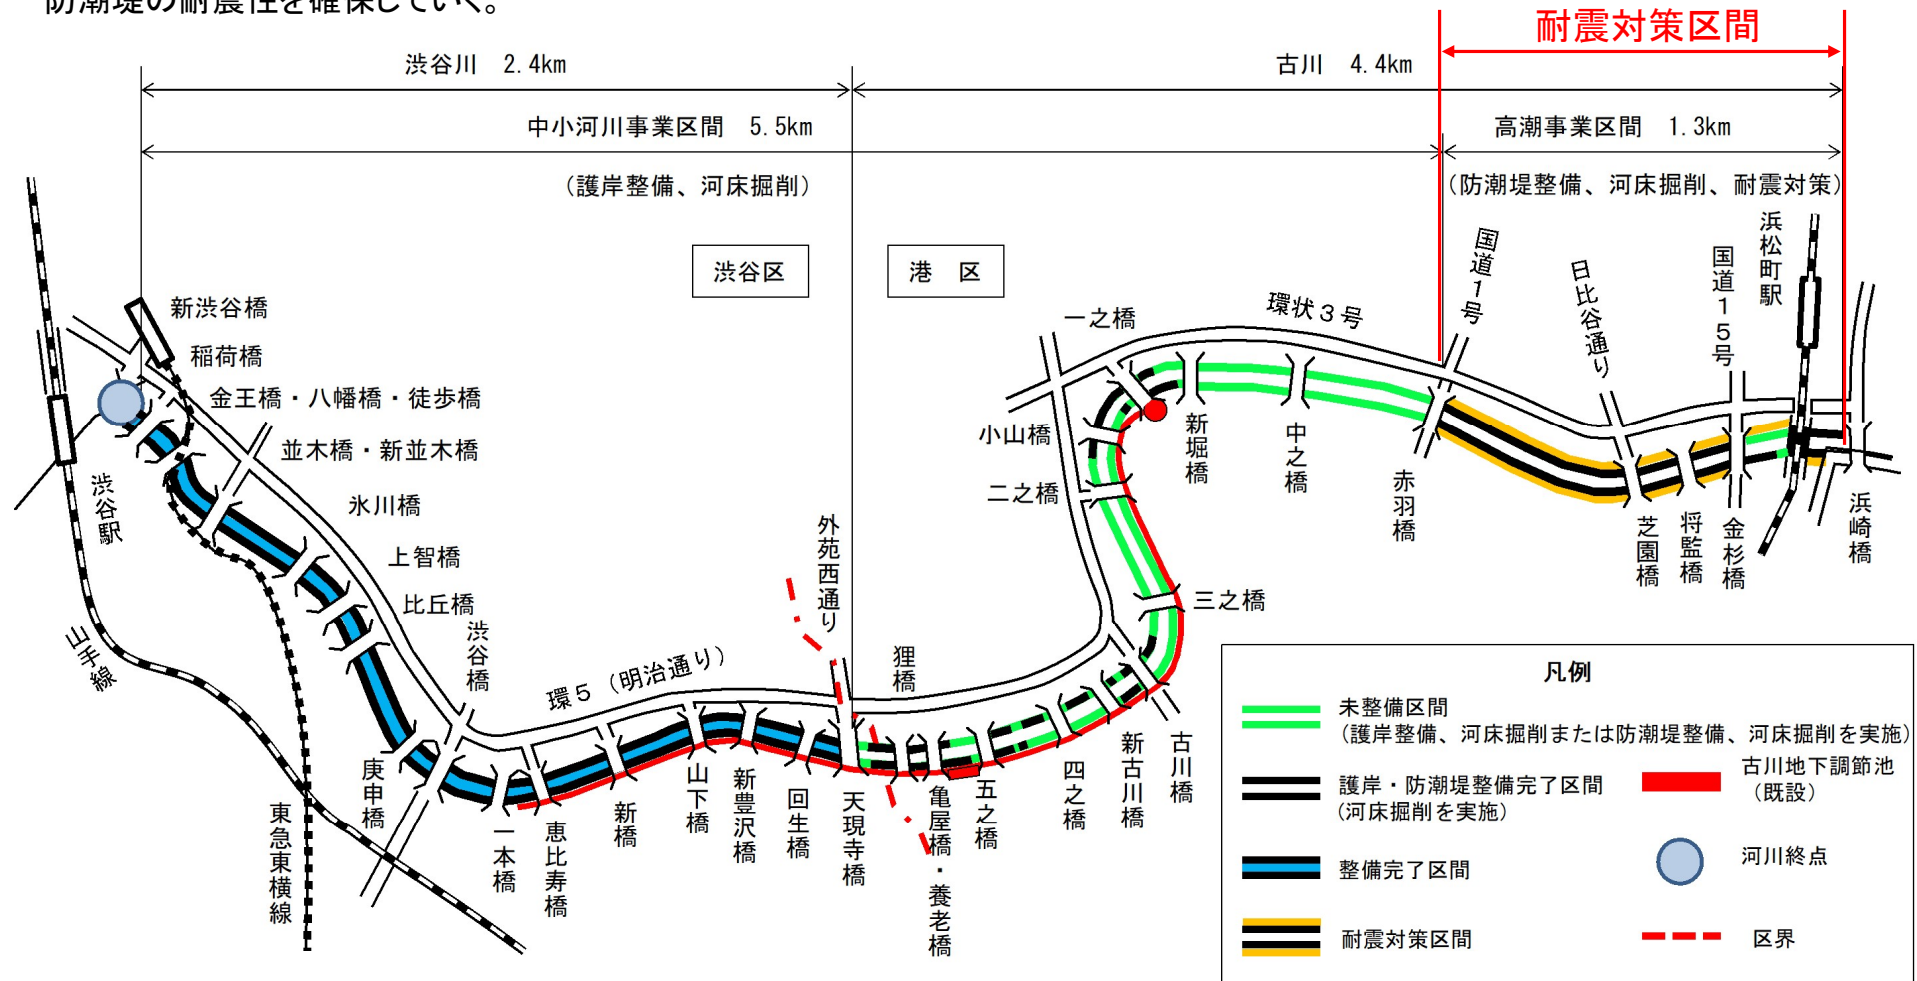 防潮堤の耐震性を確保していく。
耐震対策区間
渋谷川　2.4km
古川　4.4km
中小河川事業区間　5.5km
高潮事業区間　1.3km
（護岸整備、河床掘削）
（防潮堤整備、河床掘削、耐震対策）
渋谷区
港　区
新渋谷橋
稲荷橋
金王橋・八幡橋・徒歩橋
並木橋・新並木橋
氷川橋
上智橋
比丘橋
渋谷橋
渋谷駅
山手線
東急東横線
庚申橋
一本橋
恵比寿橋
環５（明治通り）
新橋
山下橋
新豊沢橋
回生橋
天現寺橋
外苑西通り
狸橋
亀屋橋・養老橋
五之橋
四之橋
新古川橋
古川橋
三之橋
二之橋
小山橋
一之橋
環状３号
新堀橋
中之橋
赤羽橋
国道１号
日比谷通り
国道１５号
浜松町駅
芝園橋
将監橋
金杉橋
浜崎橋
凡例
未整備区間
（護岸整備、河床掘削または防潮堤整備、河床掘削を実施）
護岸・防潮堤整備完了区間
（河床掘削を実施）
古川地下調節池
（既設）
整備完了区間
河川終点
耐震対策区間
区界